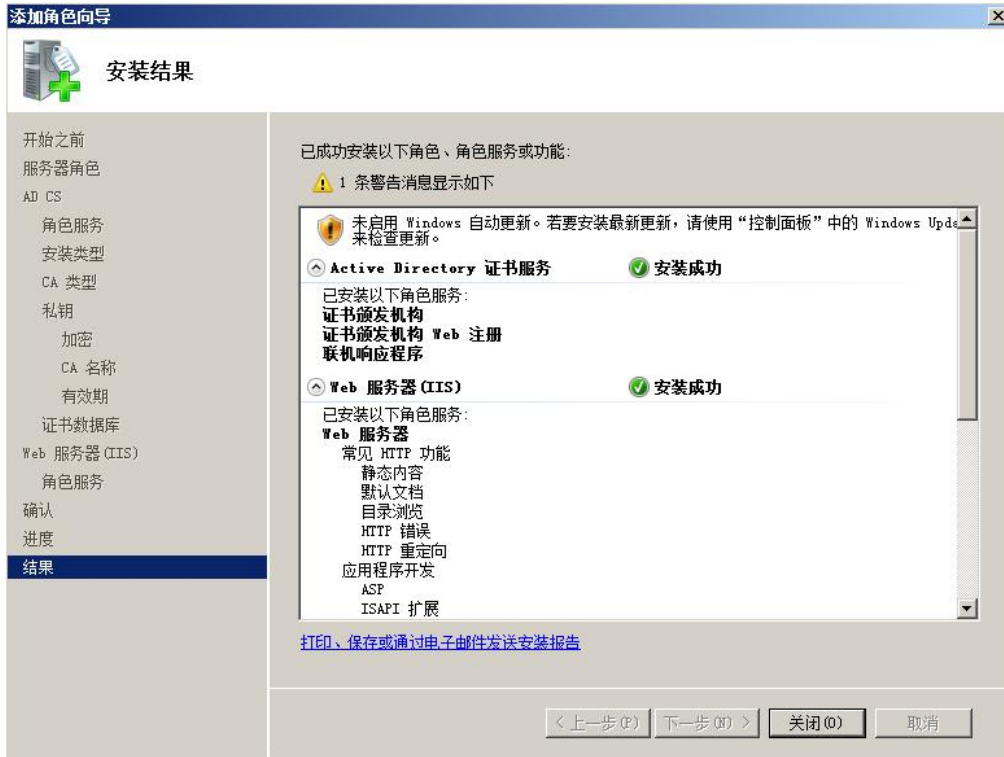 添加角色向导
安装结果
开始之前
服务器角色
AD CS
角色服务
安装类型
CA 类型
私钥
加密
CA 名称
有效期
证书数据库
Web 服务器(IIS)
角色服务
确认
进度
结果
已成功安装以下角色、角色服务或功能:
1 条警告消息显示如下
未启用 Windows 自动更新。若要安装最新更新，请使用“控制面板”中的 Windows Upda
来检查更新。
Active Directory 证书服务 安装成功
已安装以下角色服务:
证书颁发机构
证书颁发机构 Web 注册
联机响应程序
Web 服务器(IIS) 安装成功
已安装以下角色服务:
Web 服务器
常见 HTTP 功能
静态内容
默认文档
目录浏览
HTTP 错误
HTTP 重定向
应用程序开发
ASP
ISAPI 扩展
打印、保存或通过电子邮件发送安装报告
< 上一步(P) 下一步(N) > 关闭(O) 取消